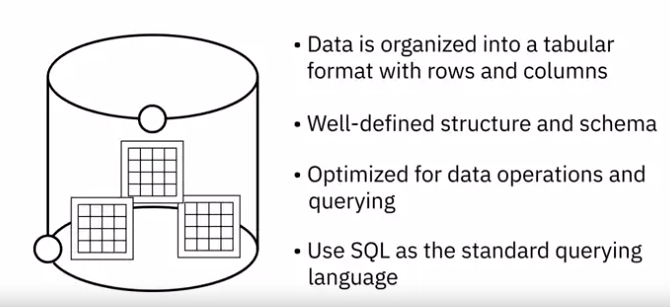 • Data is organized into a tabular
format with rows and columns
• Well-defined structure and schema
• Optimized for data operations and
querying
• Use SQL as the standard querying
language